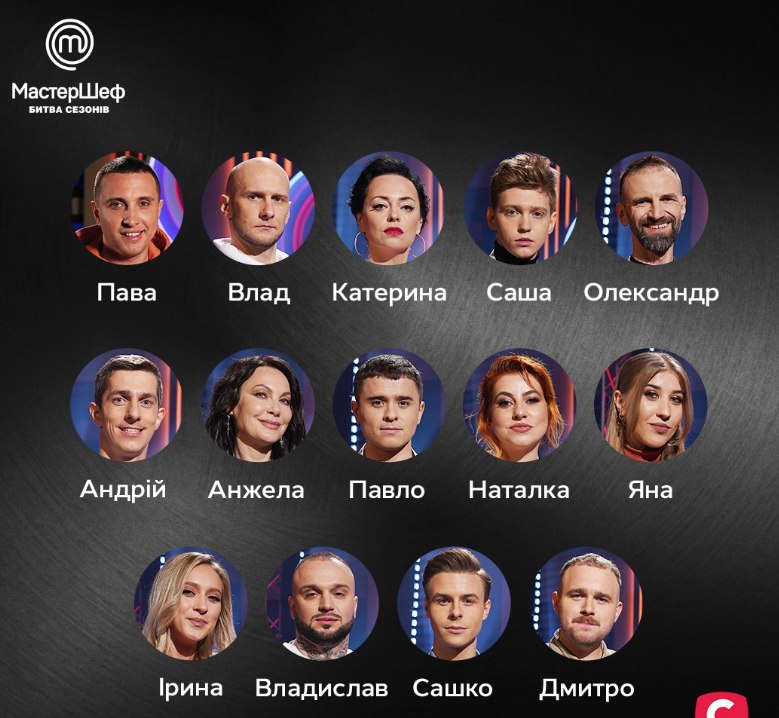 МастерШеф
БИТВА СЕЗОНІВ
Пава Влад Катерина Саша Олександр
Андрій Анжела Павло Наталка Яна
Ірина Владислав Сашко Дмитро